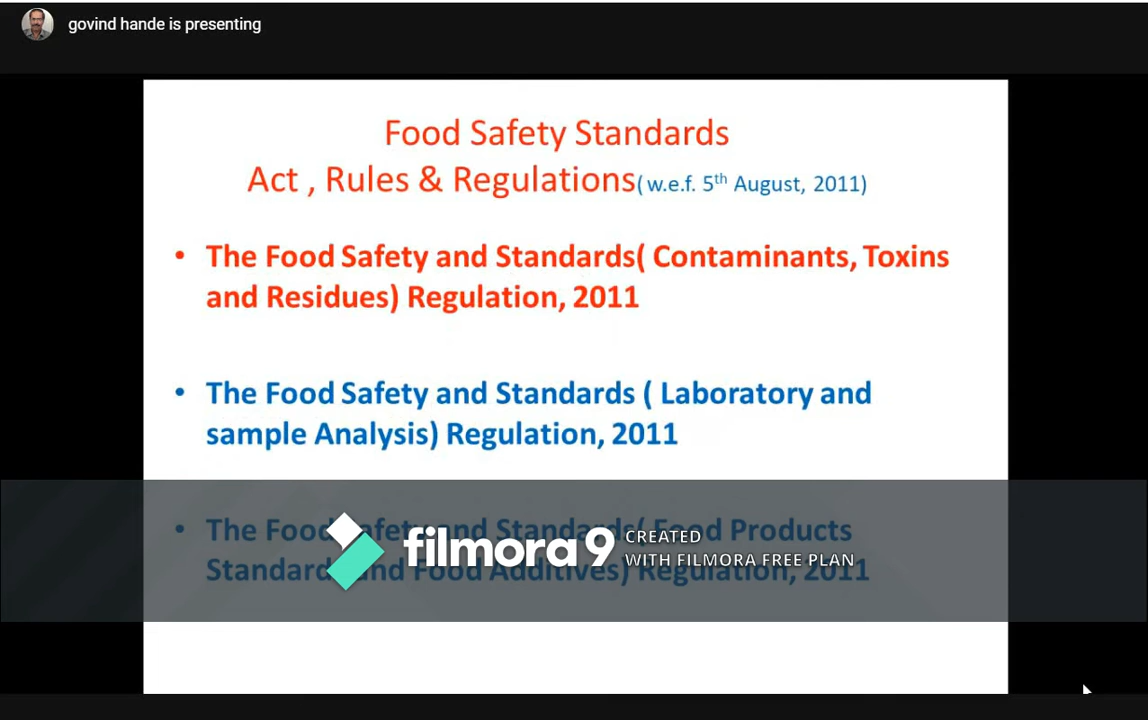 govind hande is presenting
Food Safety Standards
Act , Rules & Regulations( w.e.f. 5th August, 2011)
• The Food Safety and Standards( Contaminants, Toxins
and Residues) Regulation, 2011
• The Food Safety and Standards ( Laboratory and
sample Analysis) Regulation, 2011
• The Food Safety and Standards( Food Products
Standards and Food Additives) Regulation, 2011
filmora9 CREATED
WITH FILMORA FREE PLAN